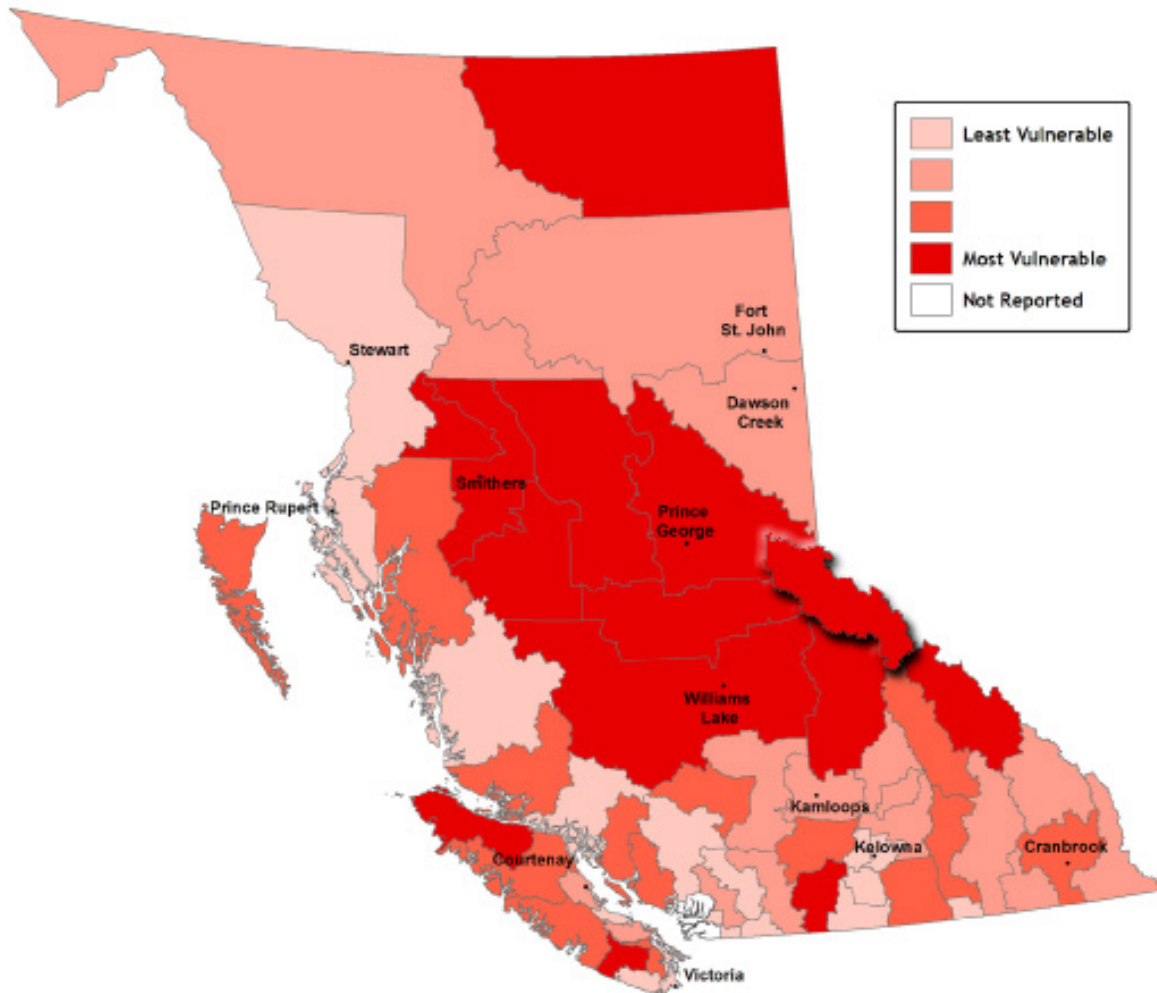 Least Vulnerable
Most Vulnerable
Not Reported
Fort
St. John
Stewart
Dawson
Creek
Smithers
Prince Rupert
Prince
George
Williams
Lake
Kamloops
Kelowna
Cranbrook
Courtenay
Victoria